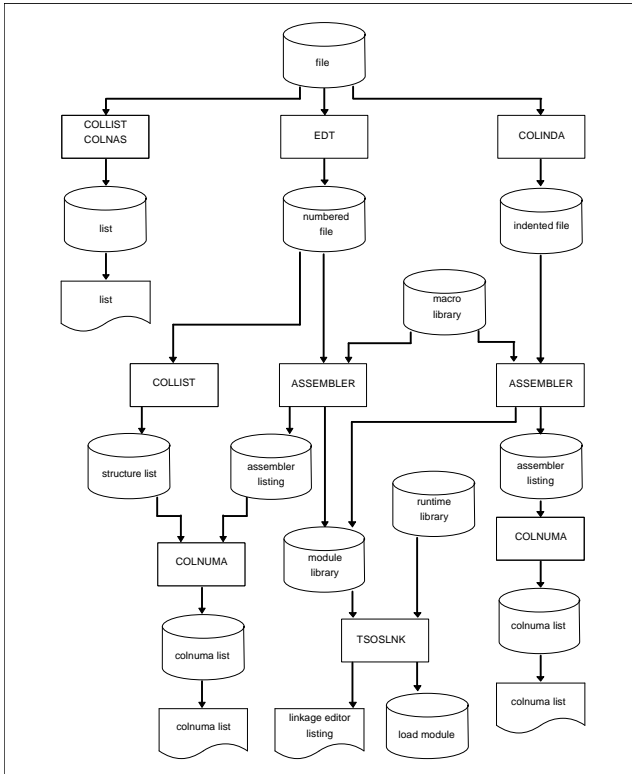 file
COLLIST
COLNAS
EDT
COLINDA
list
numbered
file
indented file
list
macro
library
COLLIST
ASSEMBLER
ASSEMBLER
structure list
assembler
listing
assembler
listing
runtime
library
COLNUMA
module
library
COLNUMA
colnuma list
TSOSLNK
colnuma list
colnuma list
linkage editor
listing
load module
colnuma list